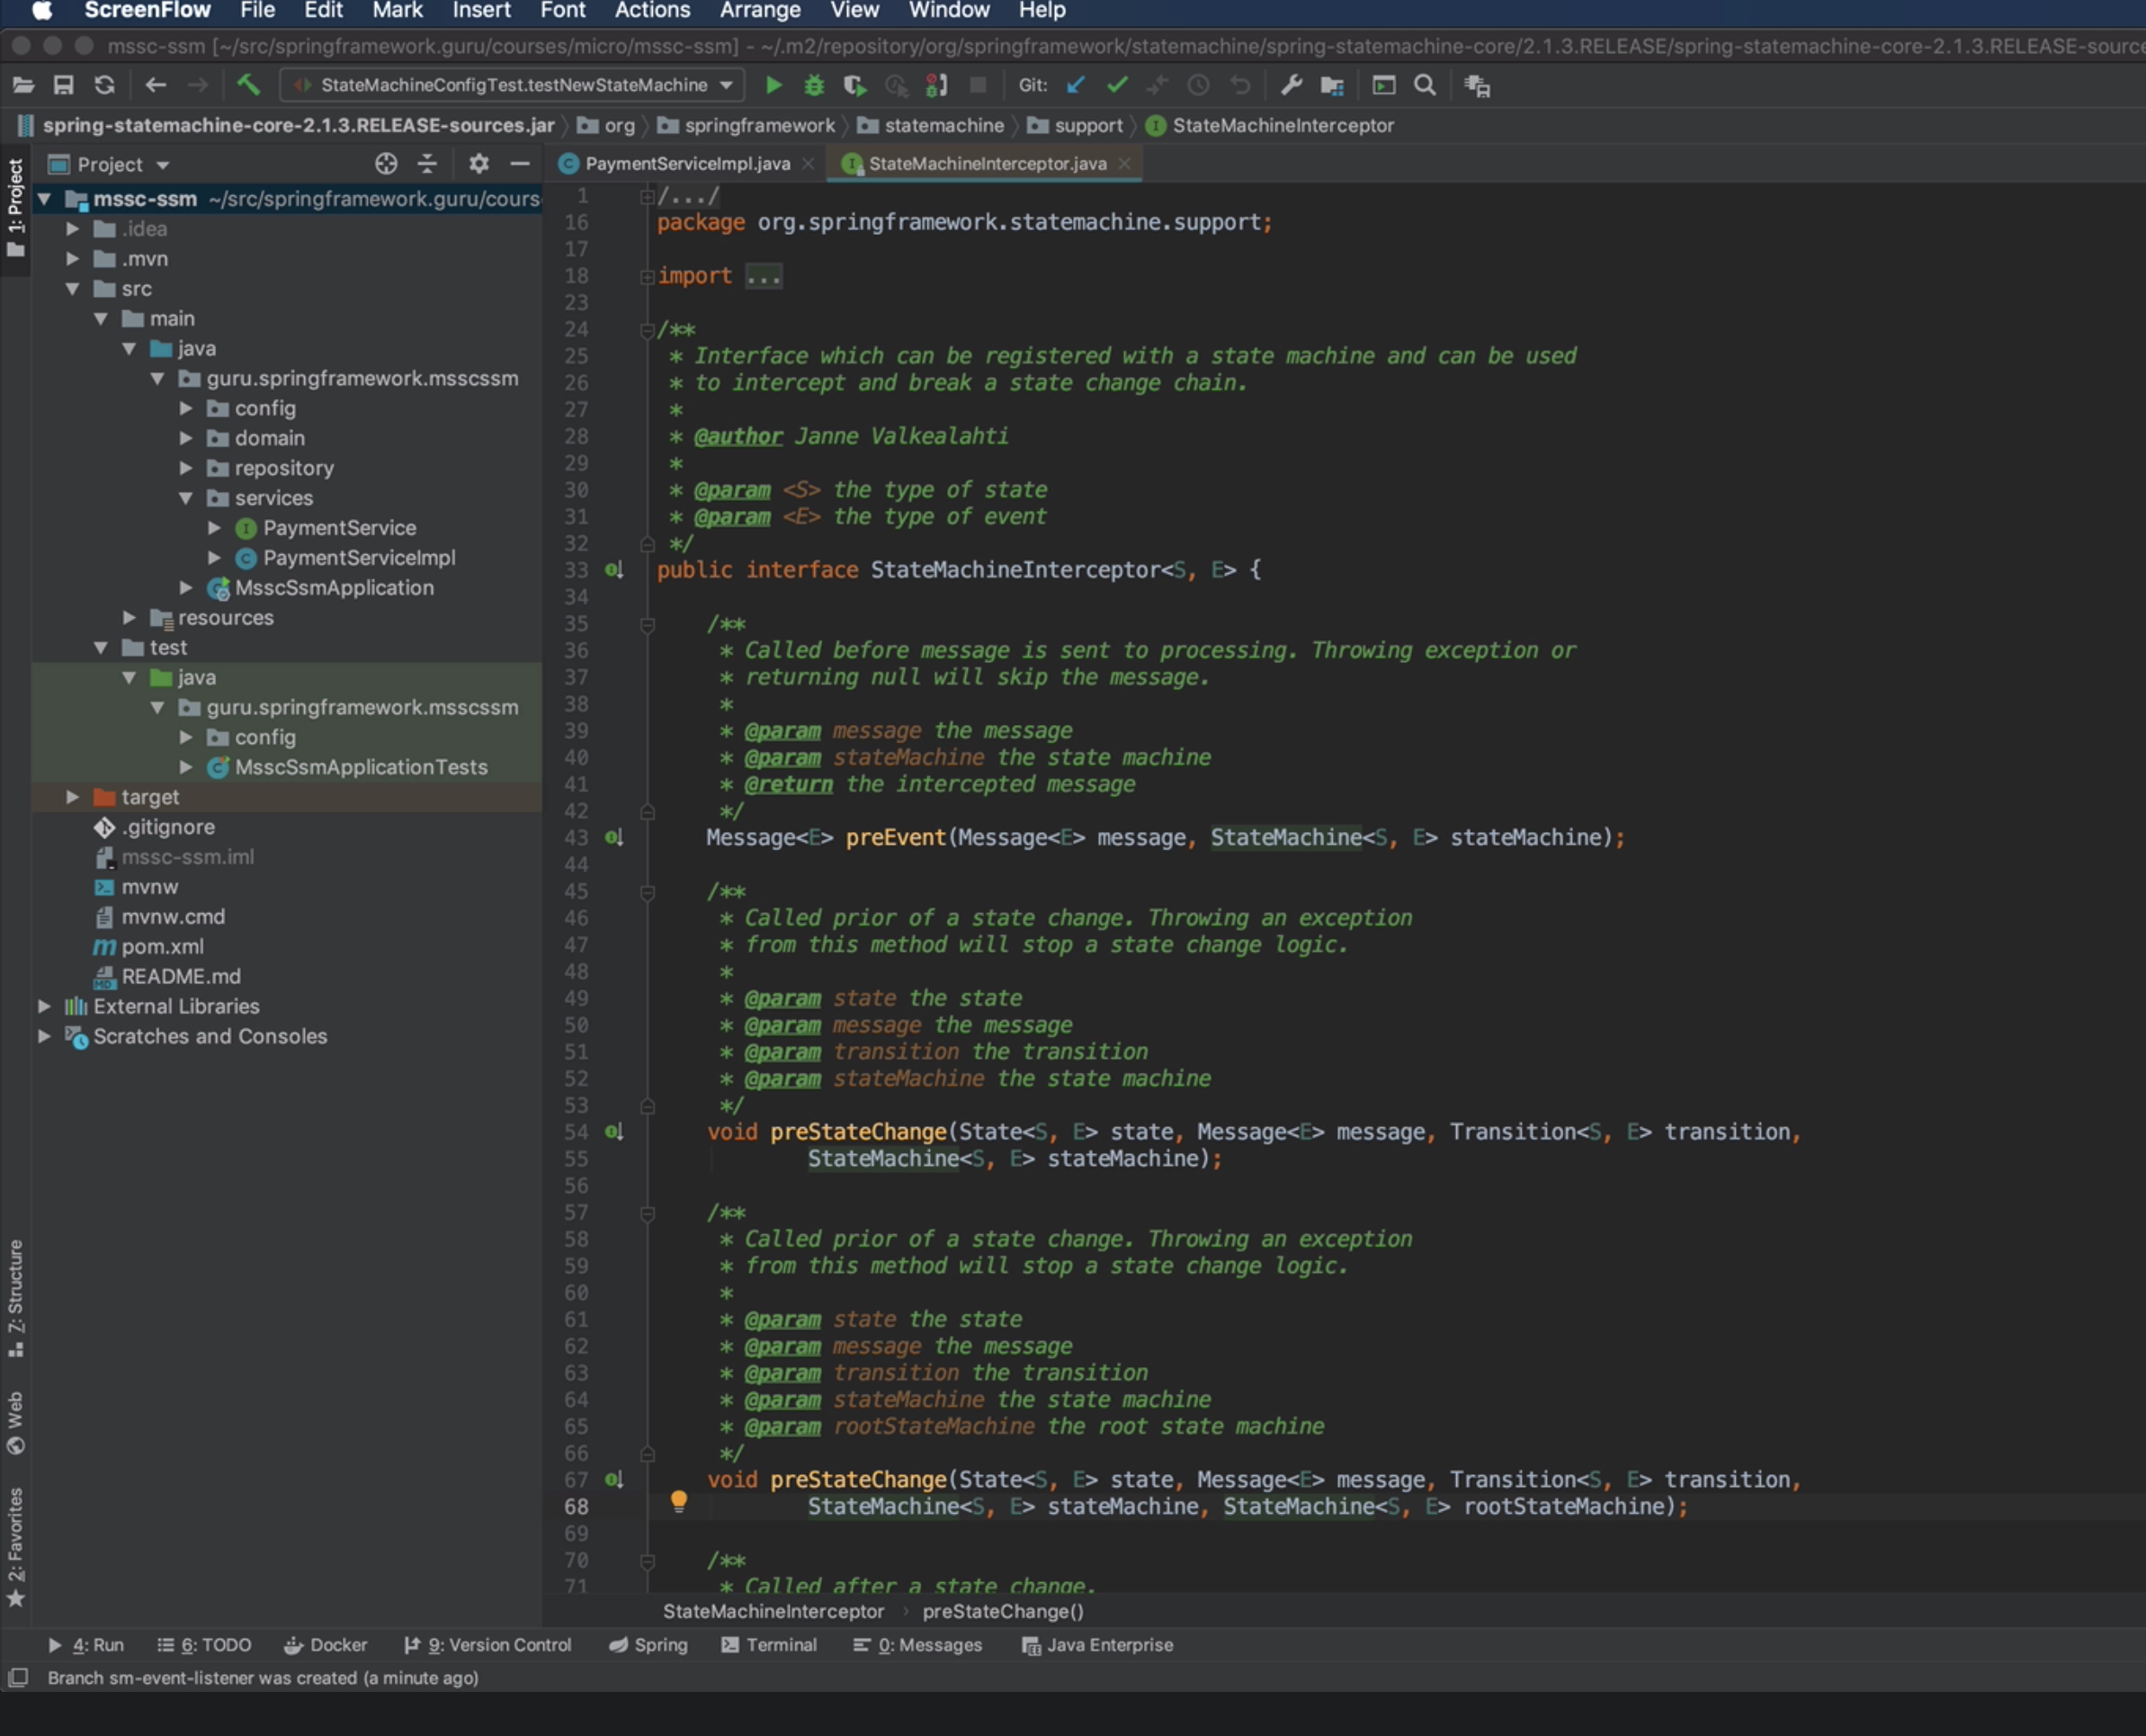 ScreenFlow File Edit Mark Insert Font Actions Arrange View Window Help
mssc-ssm [~/src/springframework.guru/courses/micro/mssc-ssm] - ~/.m2/repository/org/springframework/statemachine/spring-statemachine-core/2.1.3.RELEASE/spring-statemachine-core-2.1.3.RELEASE-source
StateMachineConfigTest.testNewStateMachine Git:
spring-statemachine-core-2.1.3.RELEASE-sources.jar org springframework statemachine support StateMachineInterceptor
1: Project
Project
mssc-ssm ~/src/springframework.guru/cours
.idea
.mvn
src
main
java
guru.springframework.msscssm
config
domain
repository
services
PaymentService
PaymentServiceImpl
MsscSsmApplication
resources
test
java
guru.springframework.msscssm
config
MsscSsmApplicationTests
target
.gitignore
mssc-ssm.iml
mvnw
mvnw.cmd
pom.xml
README.md
External Libraries
Scratches and Consoles
Z: Structure
Web
2: Favorites
PaymentServiceImpl.java StateMachineInterceptor.java
1 /.../
16 package org.springframework.statemachine.support;
17
18 import ...
23
24 /**
25 * Interface which can be registered with a state machine and can be used
26 * to intercept and break a state change chain.
27 *
28 * @author Janne Valkealahti
29 *
30 * @param <S> the type of state
31 * @param <E> the type of event
32 */
33 public interface StateMachineInterceptor<S, E> {
34
35 /**
36 * Called before message is sent to processing. Throwing exception or
37 * returning null will skip the message.
38 *
39 * @param message the message
40 * @param stateMachine the state machine
41 * @return the intercepted message
42 */
43 Message<E> preEvent(Message<E> message, StateMachine<S, E> stateMachine);
44
45 /**
46 * Called prior of a state change. Throwing an exception
47 * from this method will stop a state change logic.
48 *
49 * @param state the state
50 * @param message the message
51 * @param transition the transition
52 * @param stateMachine the state machine
53 */
54 void preStateChange(State<S, E> state, Message<E> message, Transition<S, E> transition,
55 StateMachine<S, E> stateMachine);
56
57 /**
58 * Called prior of a state change. Throwing an exception
59 * from this method will stop a state change logic.
60 *
61 * @param state the state
62 * @param message the message
63 * @param transition the transition
64 * @param stateMachine the state machine
65 * @param rootStateMachine the root state machine
66 */
67 void preStateChange(State<S, E> state, Message<E> message, Transition<S, E> transition,
68 StateMachine<S, E> stateMachine, StateMachine<S, E> rootStateMachine);
69
70 /**
71 * Called after a state change.
StateMachineInterceptor preStateChange()
4: Run 6: TODO Docker 9: Version Control Spring Terminal 0: Messages Java Enterprise
Branch sm-event-listener was created (a minute ago)